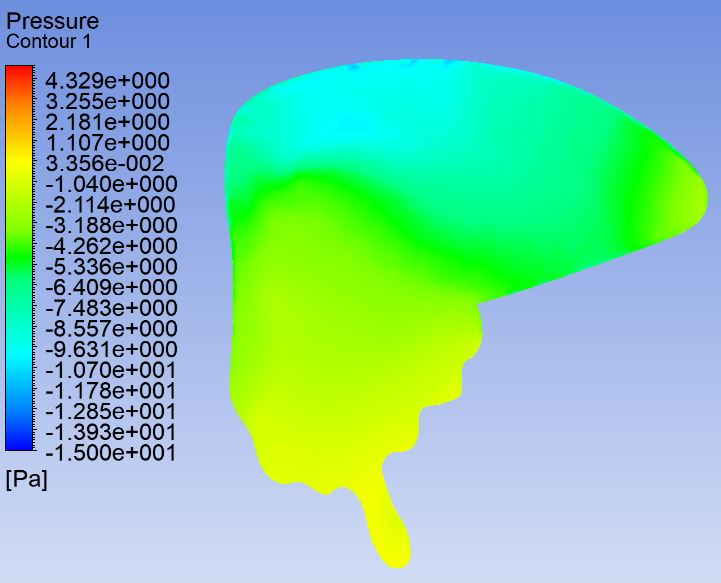 Pressure
Contour 1
4.329e+000
3.255e+000
2.181e+000
1.107e+000
3.356e-002
-1.040e+000
-2.114e+000
-3.188e+000
-4.262e+000
-5.336e+000
-6.409e+000
-7.483e+000
-8.557e+000
-9.631e+000
-1.070e+001
-1.178e+001
-1.285e+001
-1.393e+001
-1.500e+001
[Pa]